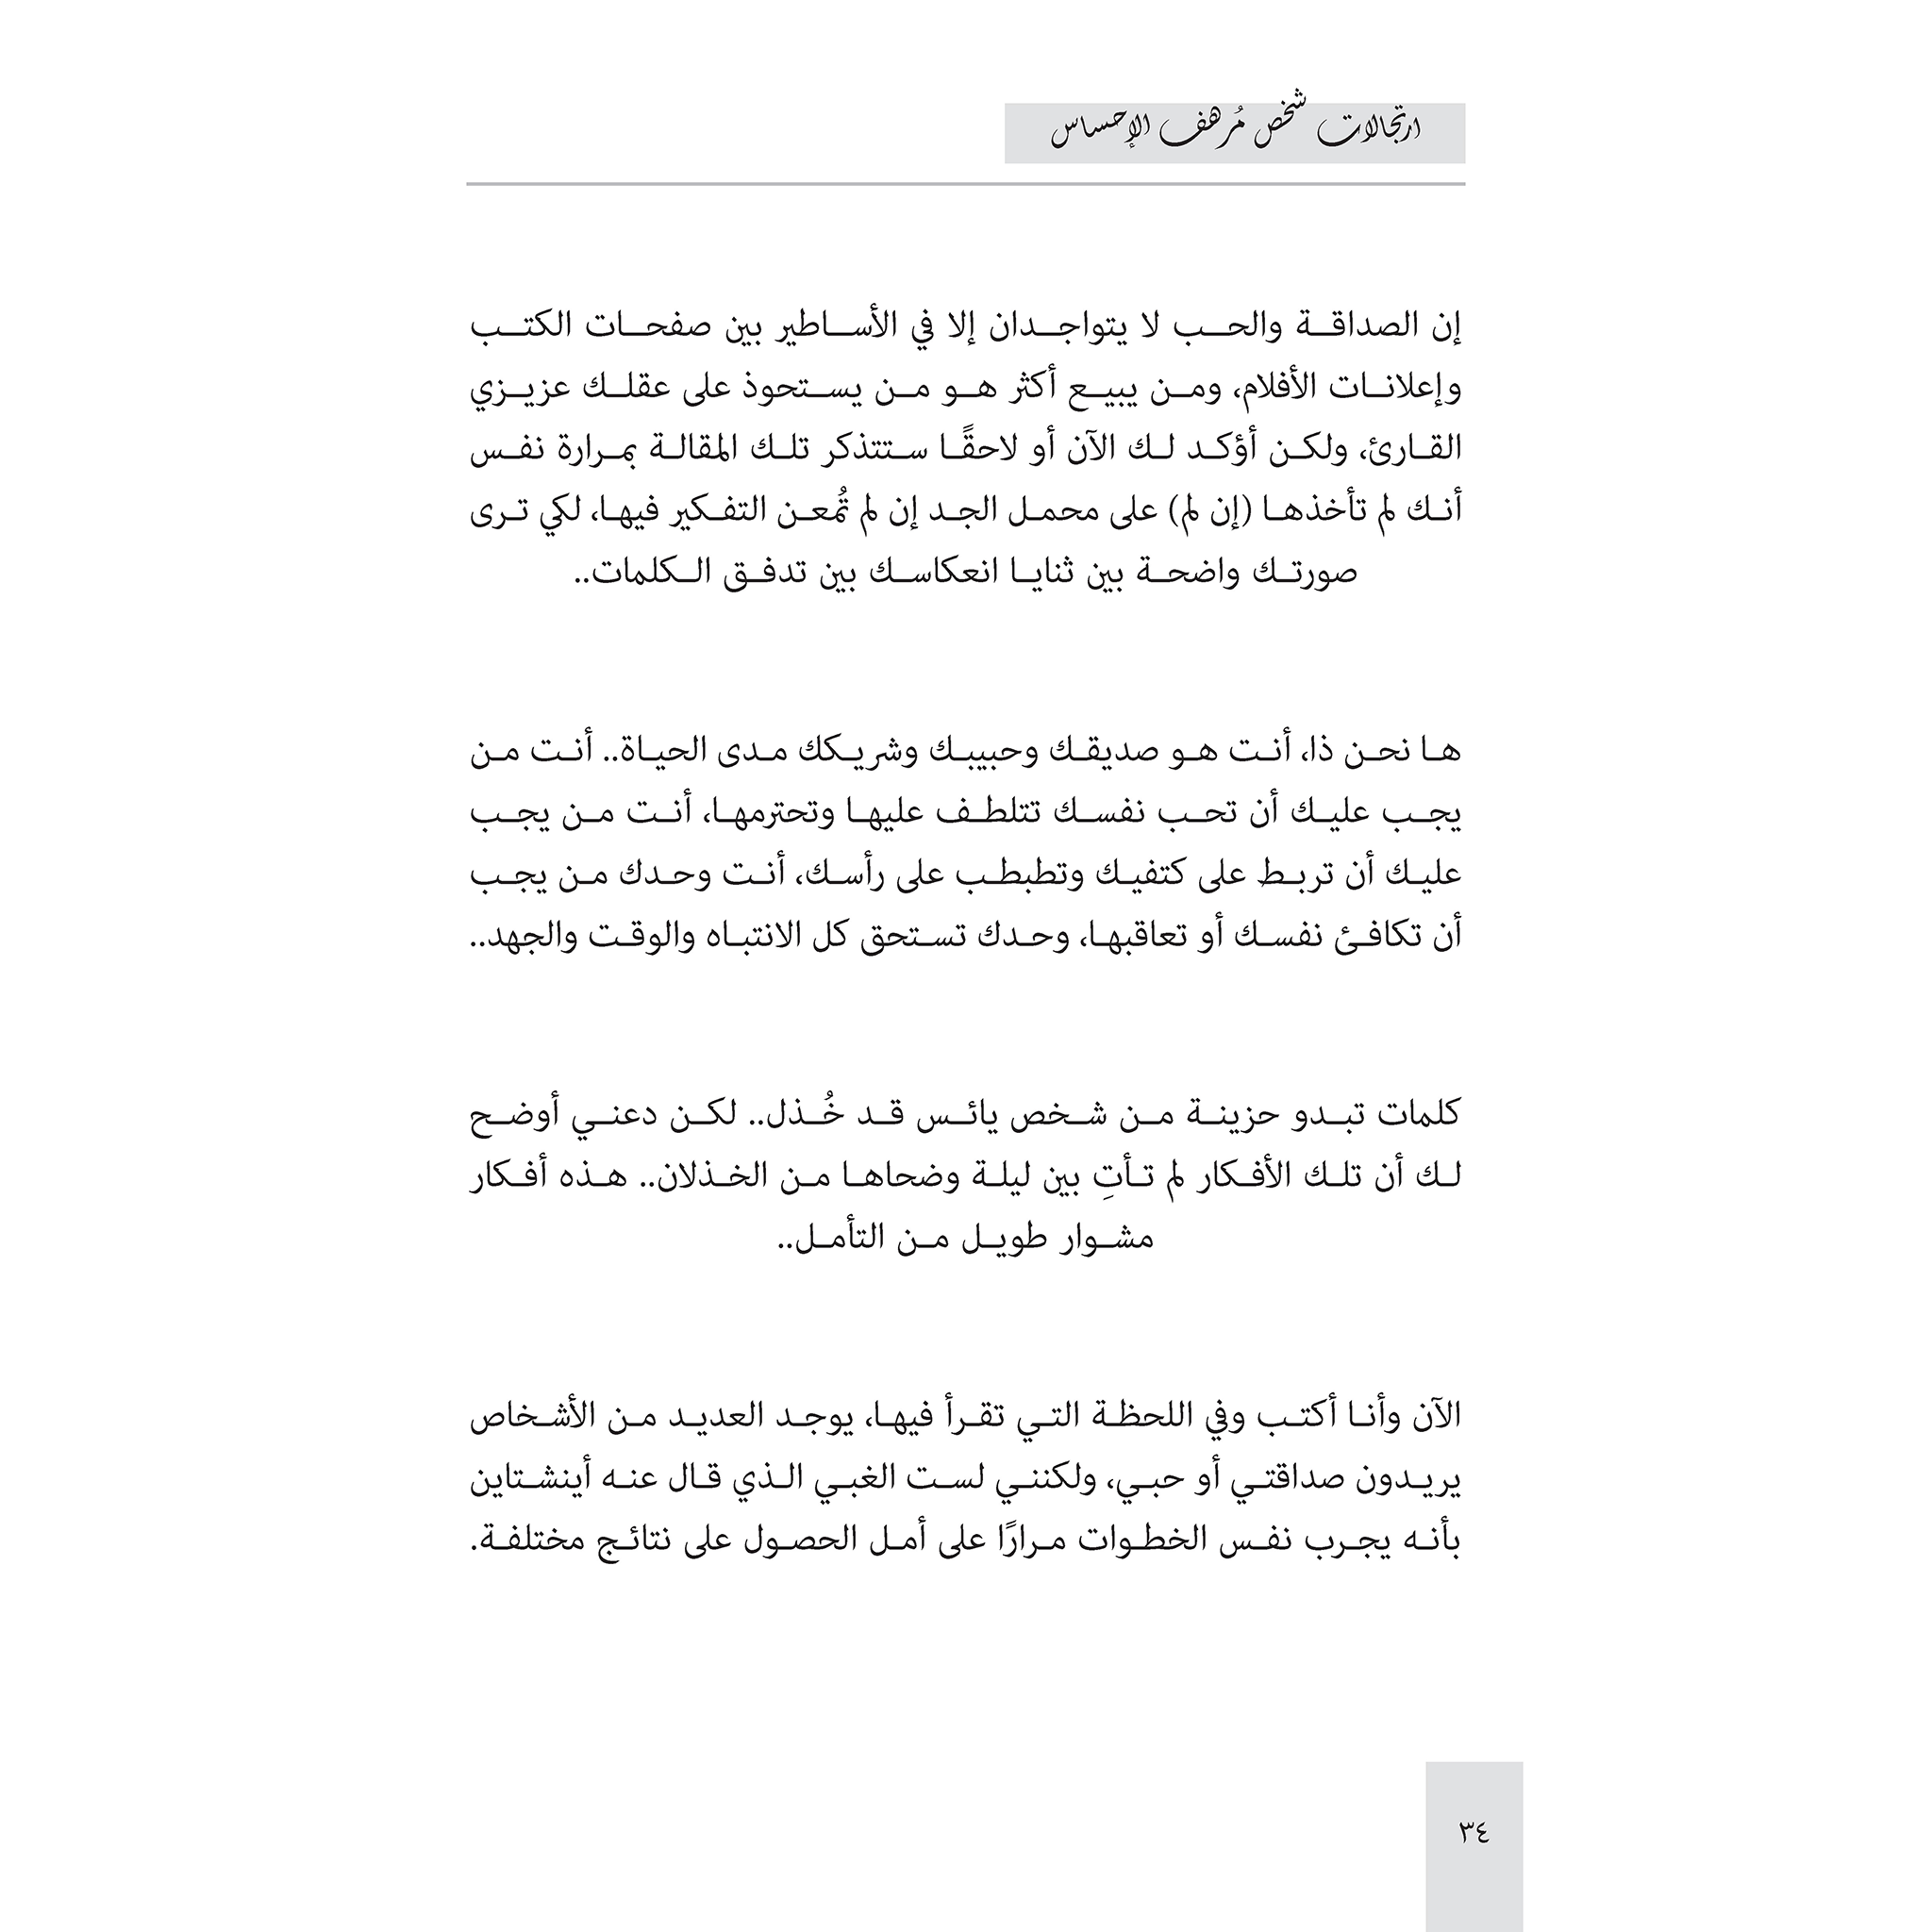 ارتجالات شخص مُرهف الإحساس
إن الصداقة والحب لا يتواجدان إلا في الأساطير بين صفحات الكتب
وإعلانات الأفلام، ومن يبيع أكثر هو من يستحوذ على عقلك عزيزي
القارئ، ولكن أؤكد لك الآن أو لاحقًا ستتذكر تلك المقالة بمرارة نفس
أنك لم تأخذها (إن لم) على محمل الجد إن لم تُمعن التفكير فيها، لكي ترى
صورتك واضحة بين ثنايا انعكاسك بين تدفق الكلمات..
ها نحن ذا، أنت هو صديقك وحبيبك وشريكك مدى الحياة.. أنت من
يجب عليك أن تحب نفسك تتلطف عليها وتحترمها، أنت من يجب
عليك أن تربط على كتفيك وتطبطب على رأسك، أنت وحدك من يجب
أن تكافئ نفسك أو تعاقبها، وحدك تستحق كل الانتباه والوقت والجهد..
كلمات تبدو حزينة من شخص يائس قد خُذل.. لكن دعني أوضح
لك أن تلك الأفكار لم تأتِ بين ليلة وضحاها من الخذلان.. هذه أفكار
مشوار طويل من التأمل..
الآن وأنا أكتب وفي اللحظة التي تقرأ فيها، يوجد العديد من الأشخاص
يريدون صداقتي أو حبي، ولكنني لست الغبي الذي قال عنه أينشتاين
بأنه يجرب نفس الخطوات مرارًا على أمل الحصول على نتائج مختلفة.
٣٤